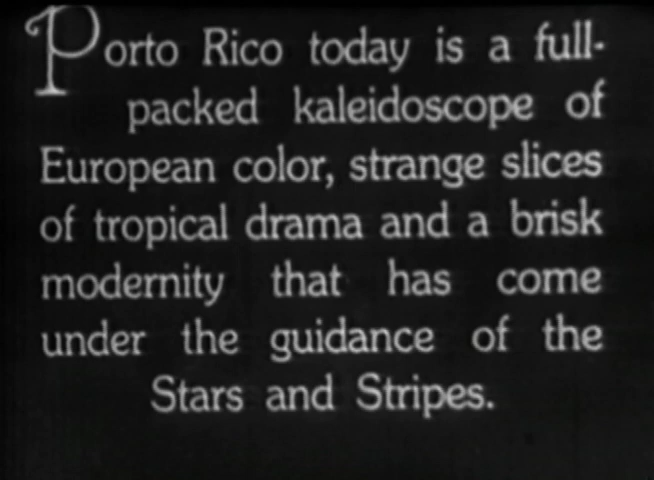 Porto Rico today is a full-
packed kaleidoscope of
European color, strange slices
of tropical drama and a brisk
modernity that has come
under the guidance of the
Stars and Stripes.